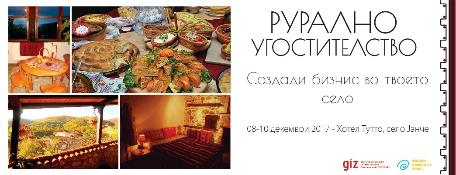 РУРАЛНО
УГОСТИТЕЛСТВО
Создади бизнис во твоето
село
08-10 декември 2017 - Хотел Тутто, село Јанче
giz